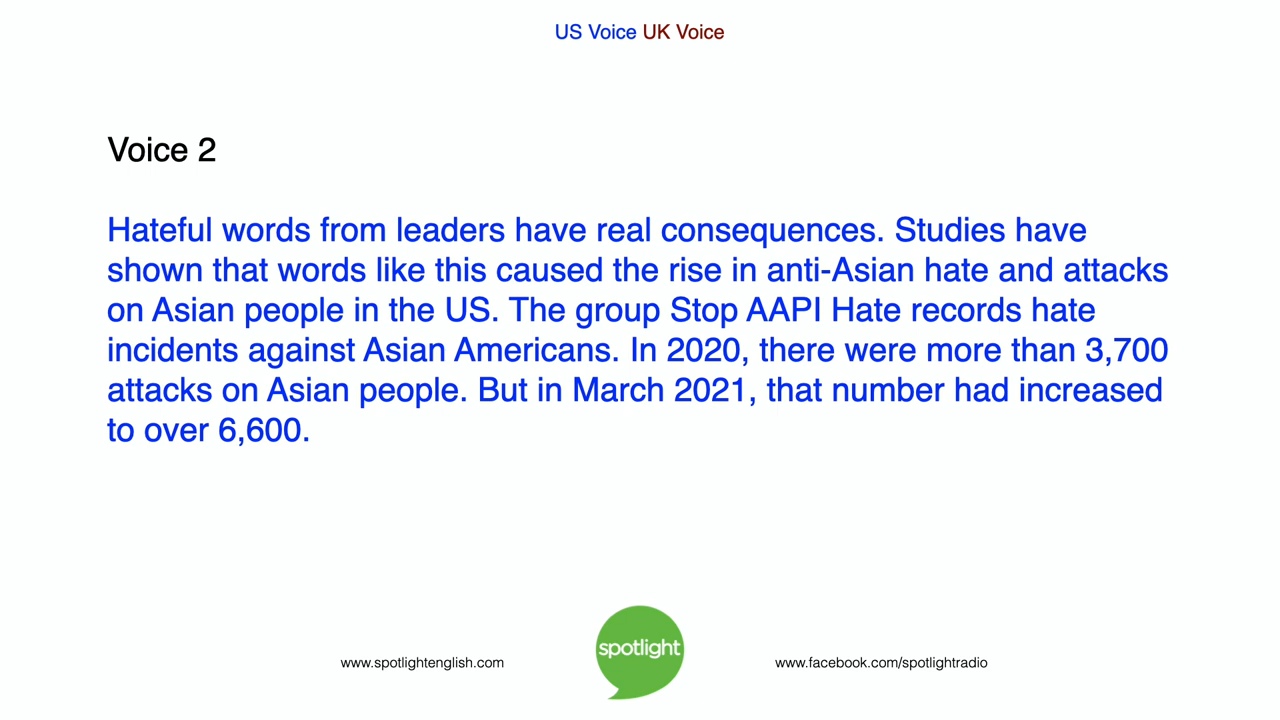 US Voice UK Voice
Voice 2
Hateful words from leaders have real consequences. Studies have
shown that words like this caused the rise in anti-Asian hate and attacks
on Asian people in the US. The group Stop AAPI Hate records hate
incidents against Asian Americans. In 2020, there were more than 3,700
attacks on Asian people. But in March 2021, that number had increased
to over 6,600.
spotlight
www.spotlightenglish.com
www.facebook.com/spotlightradio